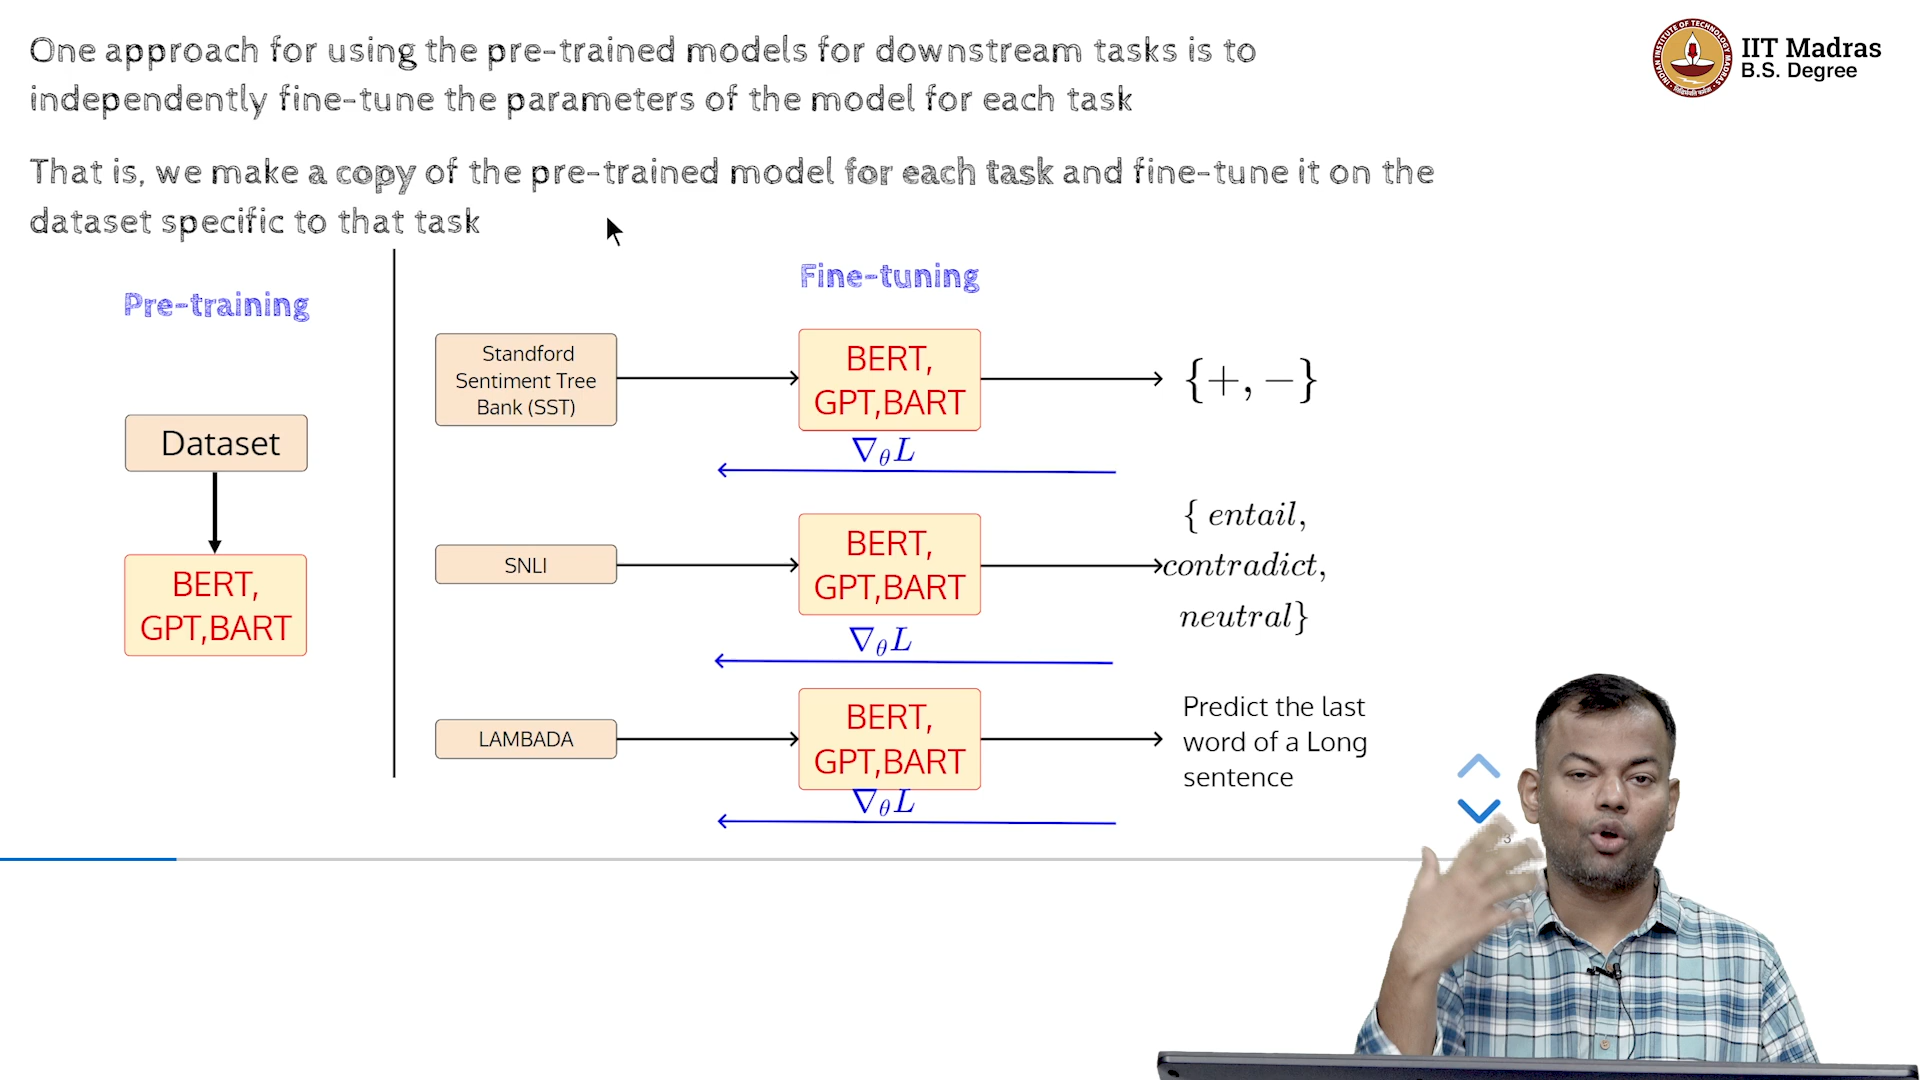 One approach for using the pre-trained models for downstream tasks is to
independently fine-tune the parameters of the model for each task
That is, we make a copy of the pre-trained model for each task and fine-tune it on the
dataset specific to that task
IIT Madras
B.S. Degree
Pre-training
Dataset
BERT,
GPT,BART
Fine-tuning
Standford
Sentiment Tree
Bank (SST)
BERT,
GPT,BART
{+, −}
∇θL
SNLI
BERT,
GPT,BART
{ entail,
contradict,
neutral}
∇θL
LAMBADA
BERT,
GPT,BART
Predict the last
word of a Long
sentence
∇θL
3